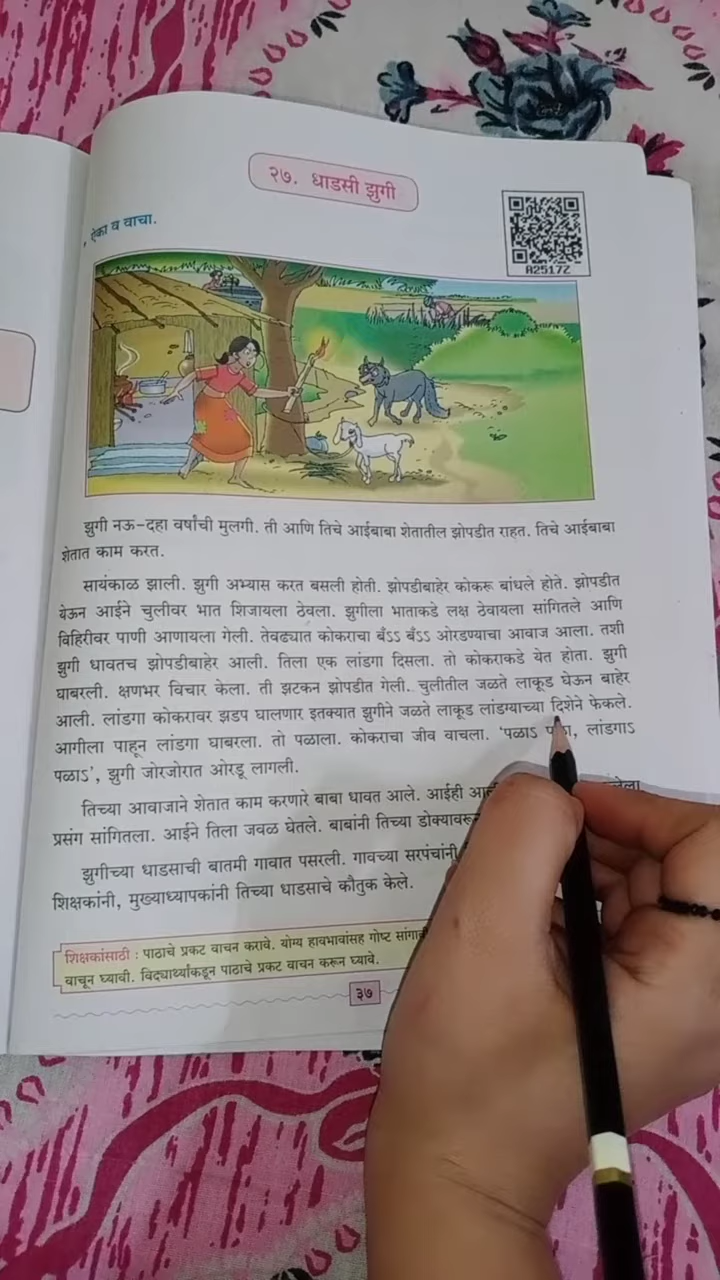 २७. धाडसी झुगी
ऐका व वाचा.
A2517Z
झुगी नऊ-दहा वर्षांची मुलगी. ती आणि तिचे आईबाबा शेतातील झोपडीत राहत. तिचे आईबाबा
शेतात काम करत.
सायंकाळ झाली. झुगी अभ्यास करत बसली होती. झोपडीबाहेर कोकरू बांधले होते. झोपडीत
येऊन आईने चुलीवर भात शिजायला ठेवला. झुगीला भाताकडे लक्ष ठेवायला सांगितले आणि
विहिरीवर पाणी आणायला गेली. तेवढ्यात कोकराचा बँऽऽ बँऽऽ ओरडण्याचा आवाज आला. तशी
झुगी धावतच झोपडीबाहेर आली. तिला एक लांडगा दिसला. तो कोकराकडे येत होता. झुगी
घाबरली. क्षणभर विचार केला. ती झटकन झोपडीत गेली. चुलीतील जळते लाकूड घेऊन बाहेर
आली. लांडगा कोकरावर झडप घालणार इतक्यात झुगीने जळते लाकूड लांडग्याच्या दिशेने फेकले.
आगीला पाहून लांडगा घाबरला. तो पळाला. कोकराचा जीव वाचला. ‘पळाऽ लांडगाऽ
पळाऽ’, झुगी जोरजोरात ओरडू लागली.
तिच्या आवाजाने शेतात काम करणारे बाबा धावत आले. आईही
प्रसंग सांगितला. आईने तिला जवळ घेतले. बाबांनी तिच्या
झुगीच्या धाडसाची बातमी गावात पसरली. गावच्या सरपंचांनी
शिक्षकांनी, मुख्याध्यापकांनी तिच्या धाडसाचे कौतुक केले.
शिक्षकांसाठी : पाठाचे प्रकट वाचन करावे. योग्य हावभावांसह गोष्ट
वाचून घ्यावी. विद्यार्थ्यांकडून पाठाचे प्रकट वाचन करून घ्यावे.
३७